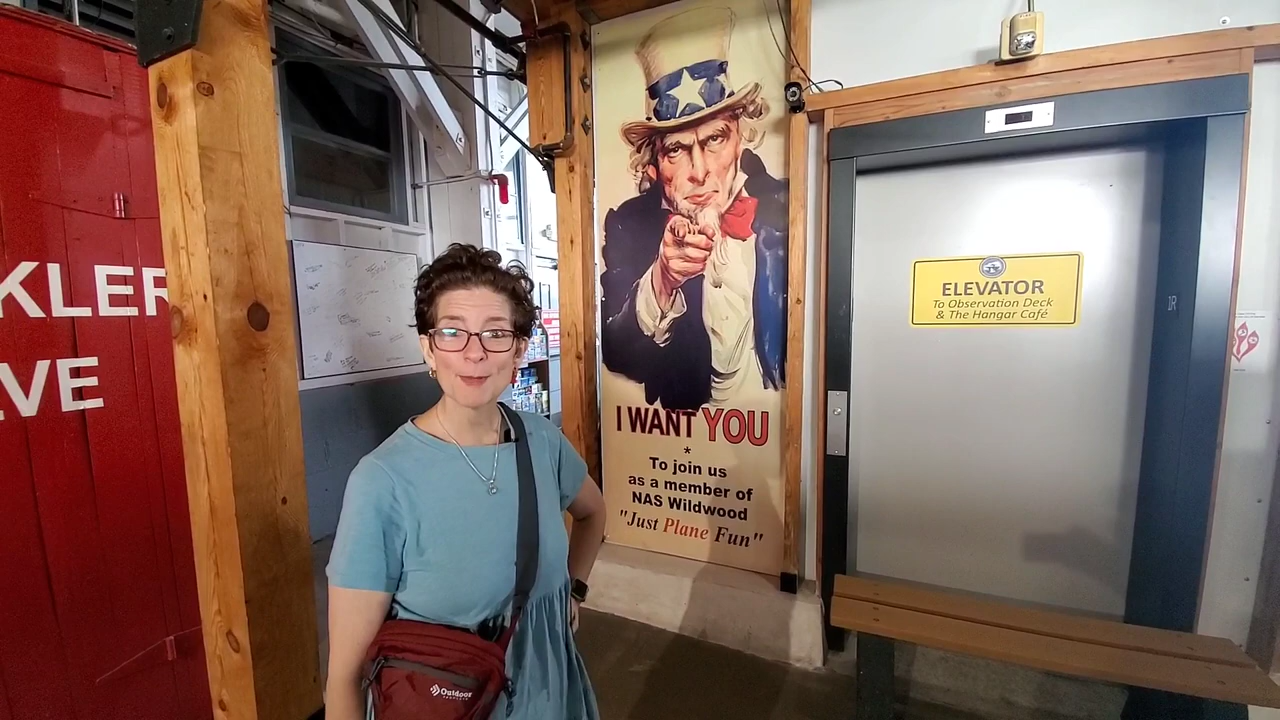 KLER
VE
I WANT YOU
*
To join us
as a member of
NAS Wildwood
"Just Plane Fun"
ELEVATOR
To Observation Deck
& The Hangar Café
Outdoor